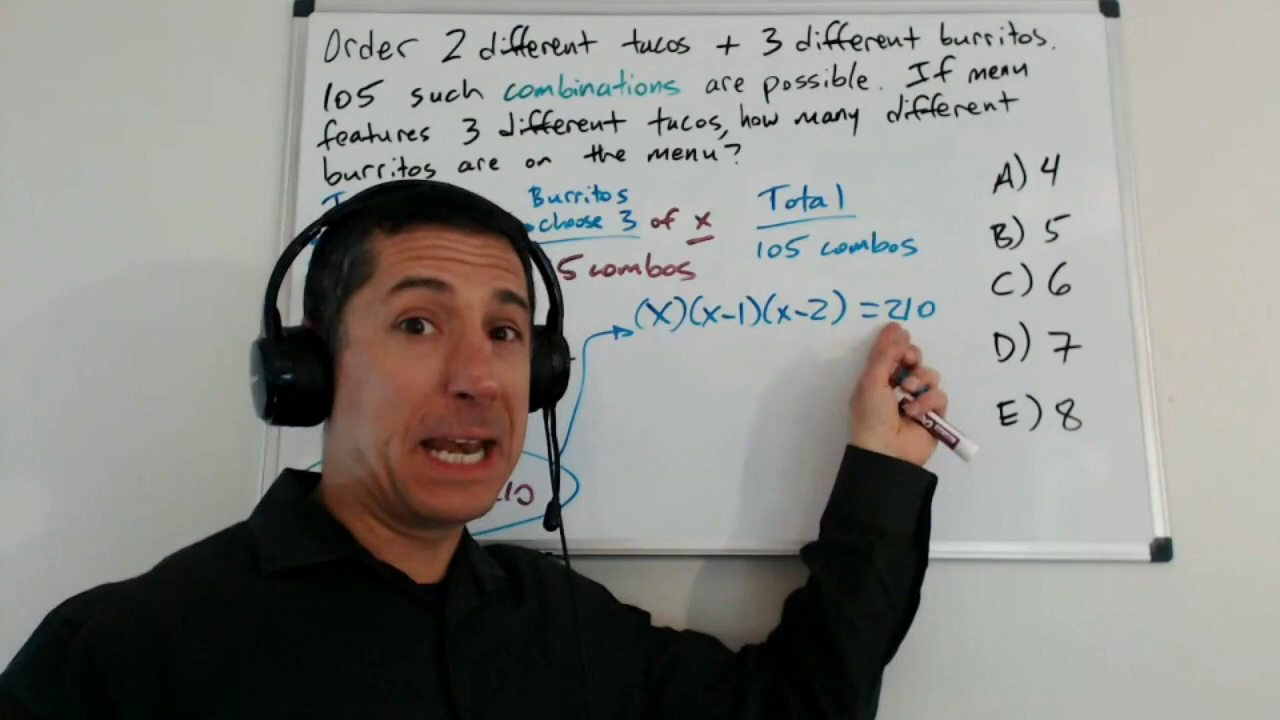 Order 2 different tacos + 3 different burritos.
105 such combinations are possible. If menu
features 3 different tacos, how many different
burritos are on the menu?
Burritos
choose 3 of x
5 combos
Total
105 combos
(x)(x-1)(x-2) = 210
A) 4
B) 5
C) 6
D) 7
E) 8